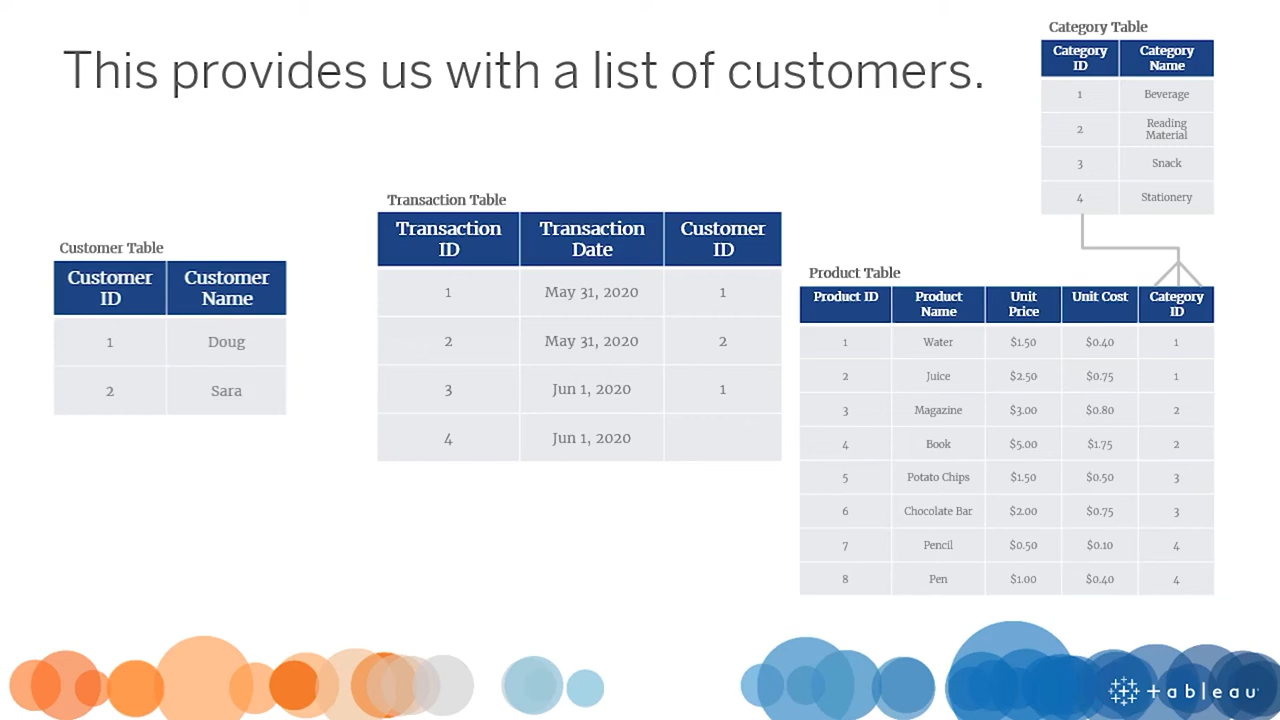 This provides us with a list of customers.
Category Table
Category ID Category Name
1 Beverage
2 Reading Material
3 Snack
4 Stationery
Customer Table
Customer ID Customer Name
1 Doug
2 Sara
Transaction Table
Transaction ID Transaction Date Customer ID
1 May 31, 2020 1
2 May 31, 2020 2
3 Jun 1, 2020 1
4 Jun 1, 2020
Product Table
Product ID Product Name Unit Price Unit Cost Category ID
1 Water $1.50 $0.40 1
2 Juice $2.50 $0.75 1
3 Magazine $3.00 $0.80 2
4 Book $5.00 $1.75 2
5 Potato Chips $1.50 $0.50 3
6 Chocolate Bar $2.00 $0.75 3
7 Pencil $0.50 $0.10 4
8 Pen $1.00 $0.40 4
tableau